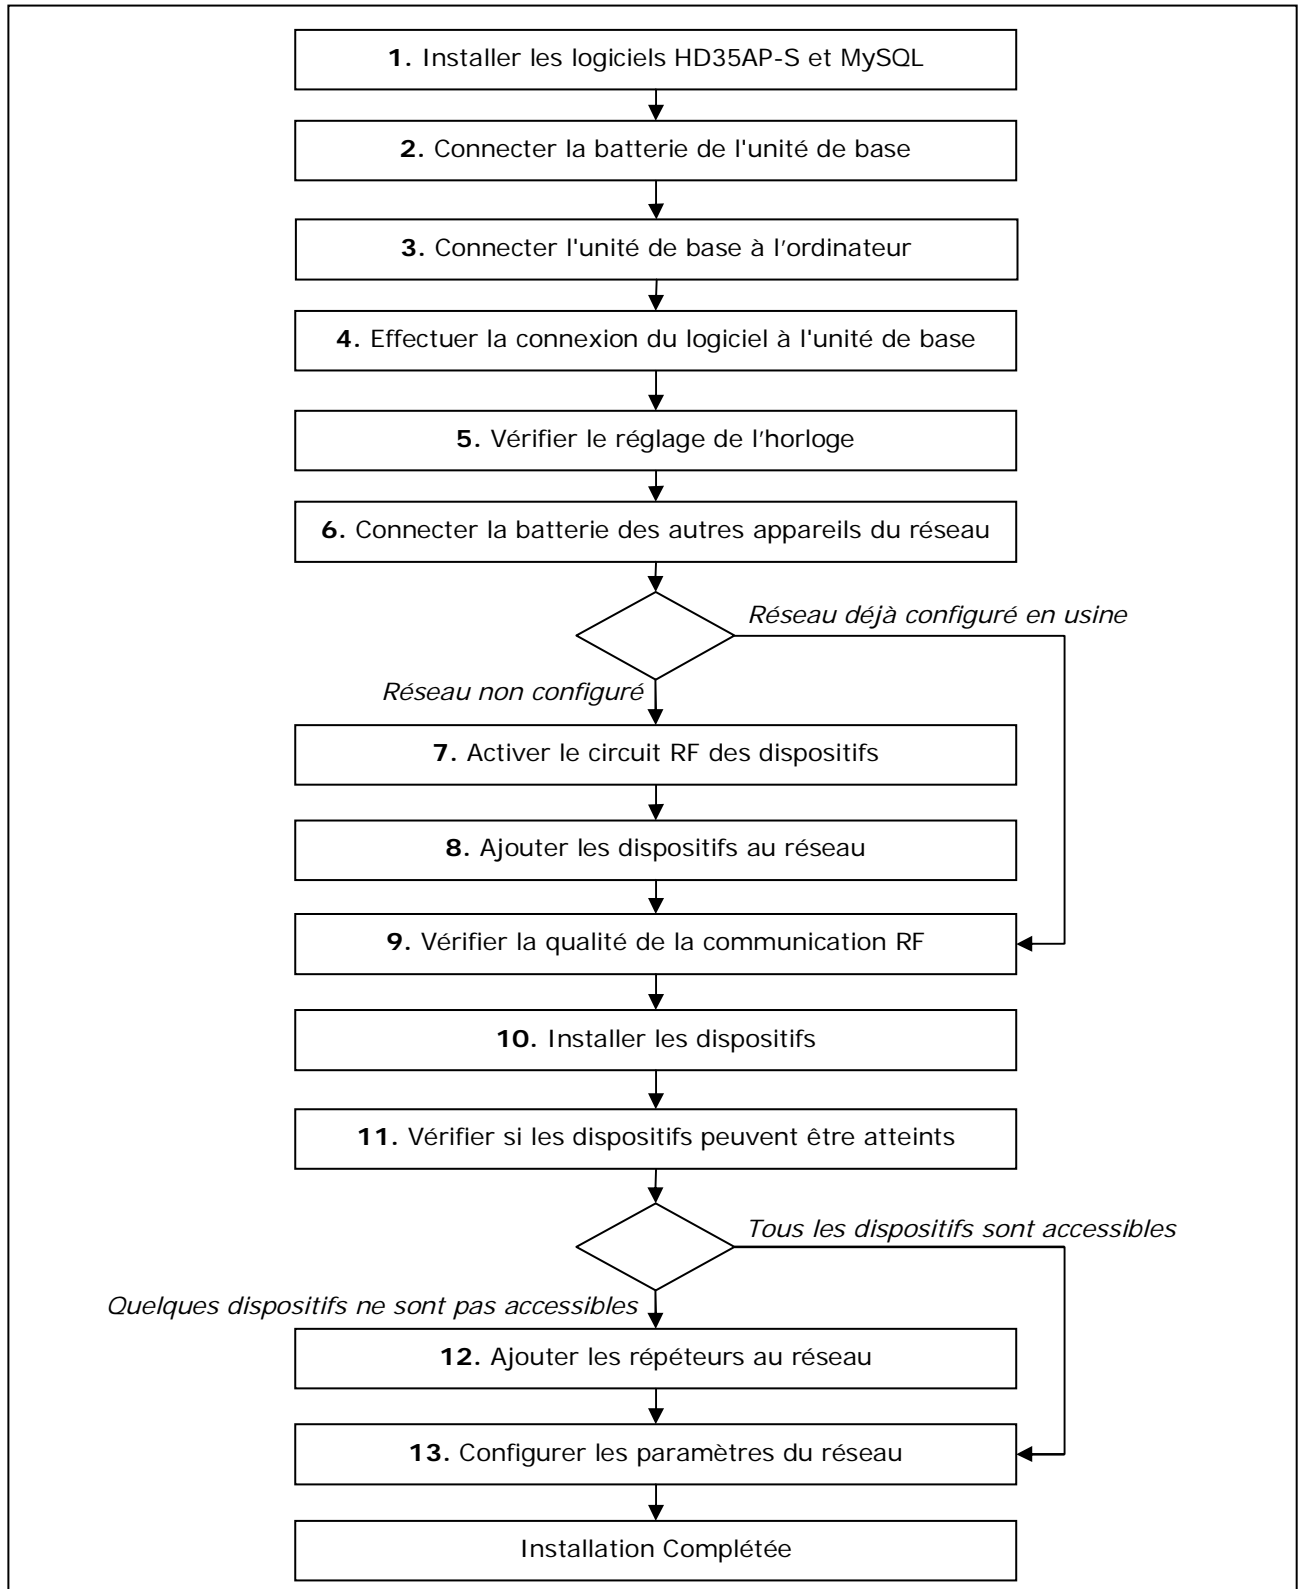 1. Installer les logiciels HD35AP-S et MySQL
2. Connecter la batterie de l'unité de base
3. Connecter l'unité de base à l’ordinateur
4. Effectuer la connexion du logiciel à l'unité de base
5. Vérifier le réglage de l’horloge
6. Connecter la batterie des autres appareils du réseau
Réseau déjà configuré en usine
Réseau non configuré
7. Activer le circuit RF des dispositifs
8. Ajouter les dispositifs au réseau
9. Vérifier la qualité de la communication RF
10. Installer les dispositifs
11. Vérifier si les dispositifs peuvent être atteints
Tous les dispositifs sont accessibles
Quelques dispositifs ne sont pas accessibles
12. Ajouter les répéteurs au réseau
13. Configurer les paramètres du réseau
Installation Complétée